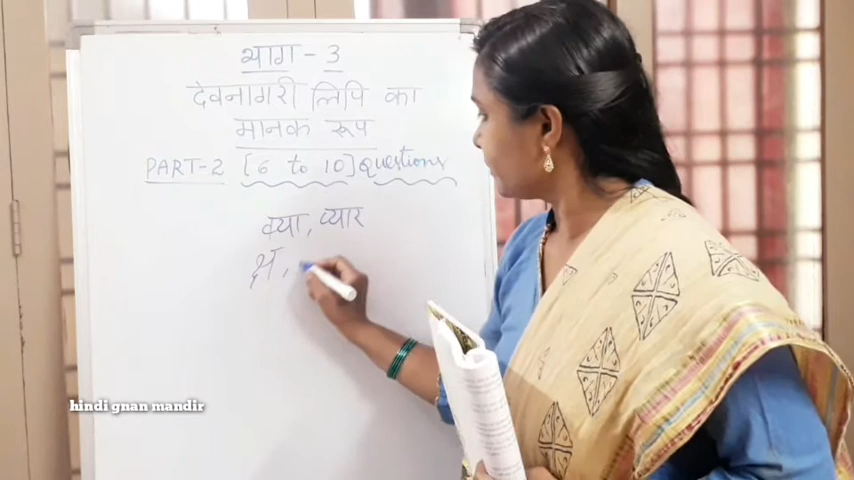 भाग - 3
देवनागरी लिपि का
मानक रूप
PART-2 [6 to 10] Questions
क्या, प्यार
क्ष,
hindi gnan mandir